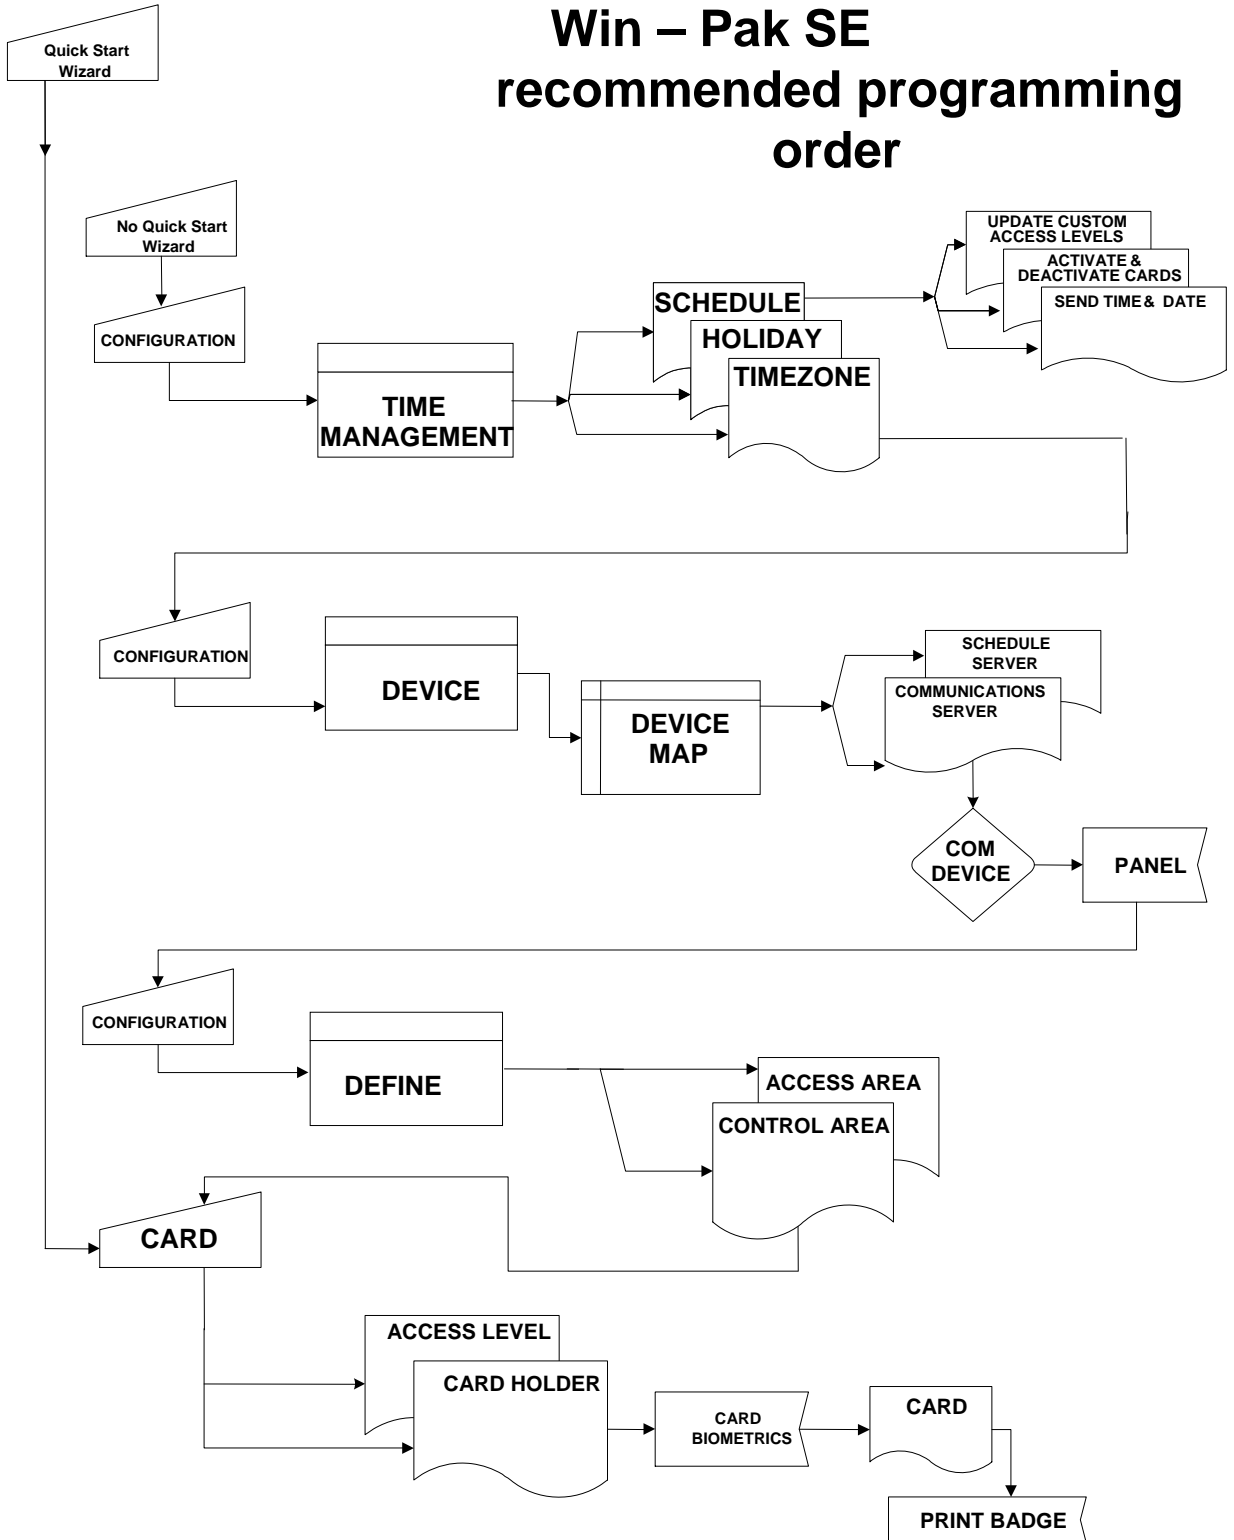 Win – Pak SE
recommended programming
order
Quick Start
Wizard
No Quick Start
Wizard
CONFIGURATION
TIME
MANAGEMENT
SCHEDULE
HOLIDAY
TIMEZONE
UPDATE CUSTOM
ACCESS LEVELS
ACTIVATE &
DEACTIVATE CARDS
SEND TIME & DATE
CONFIGURATION
DEVICE
DEVICE
MAP
SCHEDULE
SERVER
COMMUNICATIONS
SERVER
COM
DEVICE
PANEL
CONFIGURATION
DEFINE
ACCESS AREA
CONTROL AREA
CARD
ACCESS LEVEL
CARD HOLDER
CARD
BIOMETRICS
CARD
PRINT BADGE